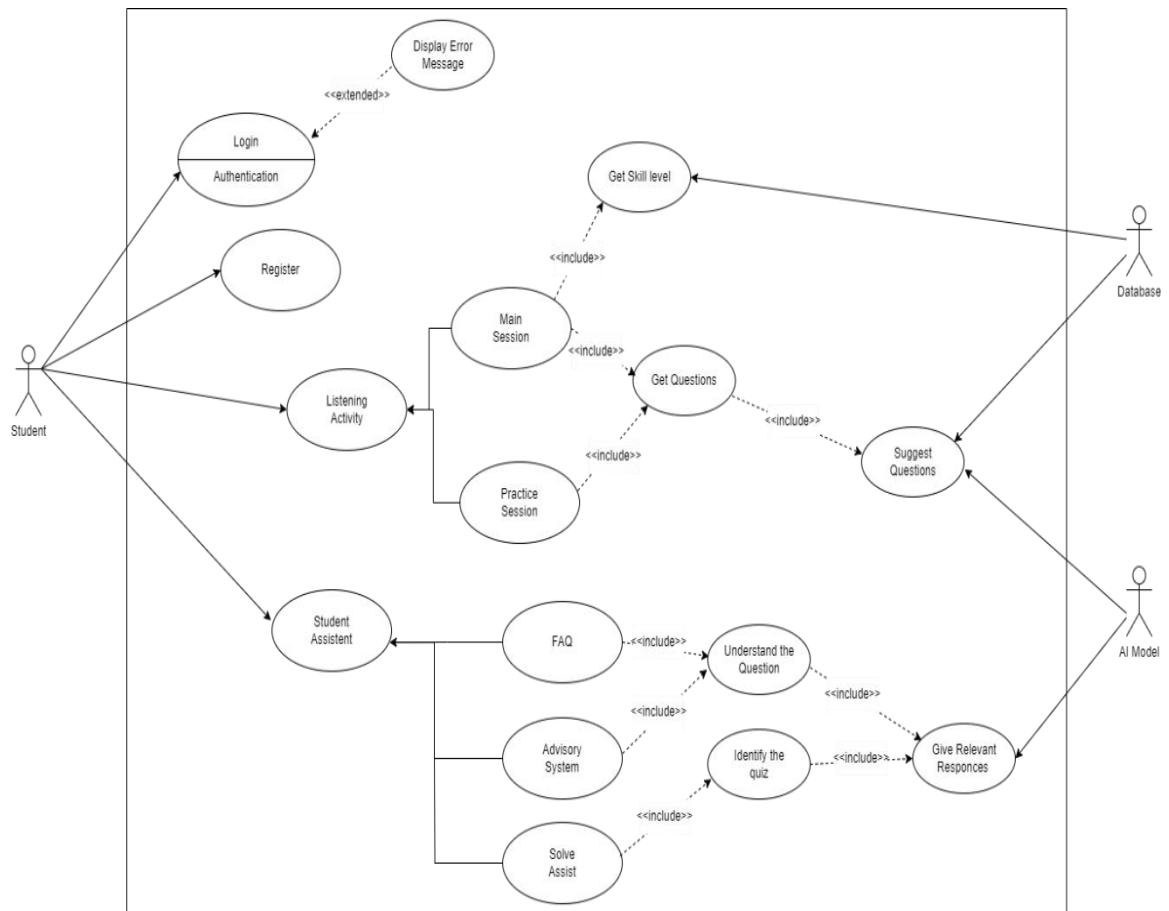 Display Error
Message
<<extended>>
Login
Authentication
Get Skill level
Register
<<include>>
Database
Main
Session
<<include>>
Get Questions
Student
Listening
Activity
<<include>>
<<include>>
Suggest
Questions
Practice
Session
Student
Assistent
FAQ
<<include>>
Understand the
Question
AI Model
<<include>>
<<include>>
Advisory
System
Identify the
quiz
<<include>>
Give Relevant
Responces
<<include>>
Solve
Assist